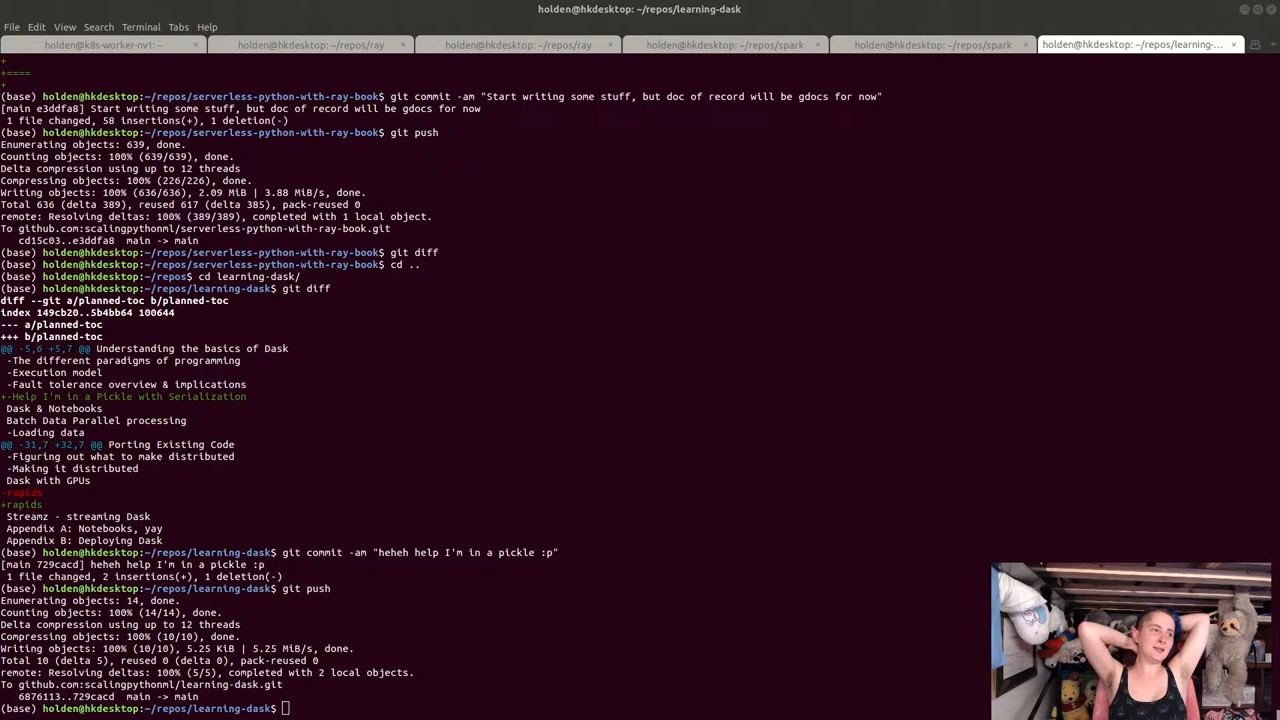 holden@hkdesktop: ~/repos/learning-dask
File Edit View Search Terminal Tabs Help
holden@k8s-worker-nv1: ~ × holden@hkdesktop: ~/repos/ray × holden@hkdesktop: ~/repos/ray × holden@hkdesktop: ~/repos/spark × holden@hkdesktop: ~/repos/spark × holden@hkdesktop: ~/repos/learning-... ×
+
+====
+
(base) holden@hkdesktop:~/repos/serverless-python-with-ray-book$ git commit -am "Start writing some stuff, but doc of record will be gdocs for now"
[main e3ddfa8] Start writing some stuff, but doc of record will be gdocs for now
1 file changed, 58 insertions(+), 1 deletion(-)
(base) holden@hkdesktop:~/repos/serverless-python-with-ray-book$ git push
Enumerating objects: 639, done.
Counting objects: 100% (639/639), done.
Delta compression using up to 12 threads
Compressing objects: 100% (226/226), done.
Writing objects: 100% (636/636), 2.09 MiB | 3.88 MiB/s, done.
Total 636 (delta 389), reused 617 (delta 385), pack-reused 0
remote: Resolving deltas: 100% (389/389), completed with 1 local object.
To github.com:scalingpythonml/serverless-python-with-ray-book.git
cd15c03..e3ddfa8 main -> main
(base) holden@hkdesktop:~/repos/serverless-python-with-ray-book$ git diff
(base) holden@hkdesktop:~/repos/serverless-python-with-ray-book$ cd ..
(base) holden@hkdesktop:~/repos$ cd learning-dask/
(base) holden@hkdesktop:~/repos/learning-dask$ git diff
diff --git a/planned-toc b/planned-toc
index 149cb20..5b4bb64 100644
--- a/planned-toc
+++ b/planned-toc
@@ -5,6 +5,7 @@ Understanding the basics of Dask
-The different paradigms of programming
-Execution model
-Fault tolerance overview & implications
+-Help I'm in a Pickle with Serialization
Dask & Notebooks
Batch Data Parallel processing
-Loading data
@@ -31,7 +32,7 @@ Porting Existing Code
-Figuring out what to make distributed
-Making it distributed
Dask with GPUs
-rapids
+rapids
Streamz - streaming Dask
Appendix A: Notebooks, yay
Appendix B: Deploying Dask
(base) holden@hkdesktop:~/repos/learning-dask$ git commit -am "heheh help I'm in a pickle :p"
[main 729cacd] heheh help I'm in a pickle :p
1 file changed, 2 insertions(+), 1 deletion(-)
(base) holden@hkdesktop:~/repos/learning-dask$ git push
Enumerating objects: 14, done.
Counting objects: 100% (14/14), done.
Delta compression using up to 12 threads
Compressing objects: 100% (10/10), done.
Writing objects: 100% (10/10), 5.25 KiB | 5.25 MiB/s, done.
Total 10 (delta 5), reused 0 (delta 0), pack-reused 0
remote: Resolving deltas: 100% (5/5), completed with 2 local objects.
To github.com:scalingpythonml/learning-dask.git
6876113..729cacd main -> main
(base) holden@hkdesktop:~/repos/learning-dask$